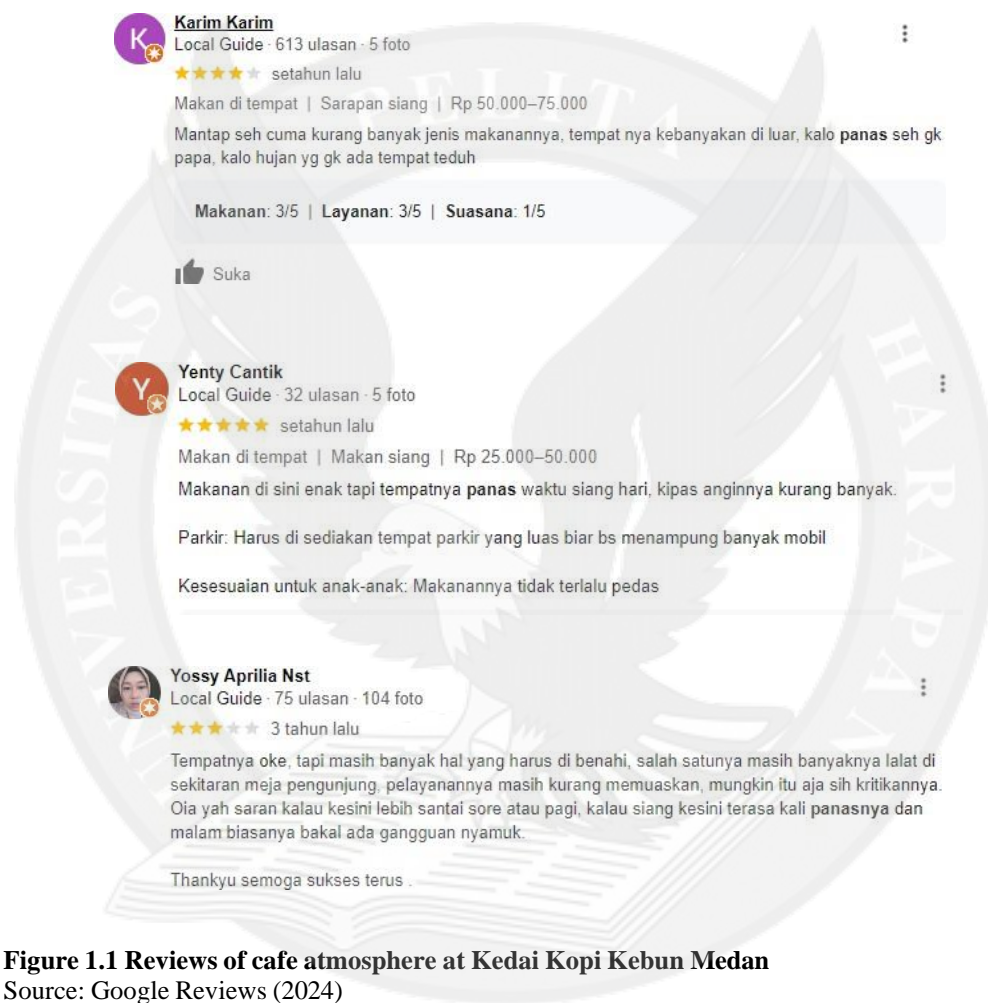 Karim Karim
K
Local Guide · 613 ulasan · 5 foto
setahun lalu
Makan di tempat | Sarapan siang | Rp 50.000–75.000
Mantap seh cuma kurang banyak jenis makanannya, tempat nya kebanyakan di luar, kalo panas seh gk
papa, kalo hujan yg gk ada tempat teduh
Makanan: 3/5 | Layanan: 3/5 | Suasana: 1/5
Suka
Yenty Cantik
Y
Local Guide · 32 ulasan · 5 foto
setahun lalu
Makan di tempat | Makan siang | Rp 25.000–50.000
Makanan di sini enak tapi tempatnya panas waktu siang hari, kipas anginnya kurang banyak.
Parkir: Harus di sediakan tempat parkir yang luas biar bs menampung banyak mobil
Kesesuaian untuk anak-anak: Makanannya tidak terlalu pedas
Yossy Aprilia Nst
Local Guide · 75 ulasan · 104 foto
3 tahun lalu
Tempatnya oke, tapi masih banyak hal yang harus di benahi, salah satunya masih banyaknya lalat di
sekitaran meja pengunjung, pelayanannya masih kurang memuaskan, mungkin itu aja sih kritikannya.
Oia yah saran kalau kesini lebih santai sore atau pagi, kalau siang kesini terasa kali panasnya dan
malam biasanya bakal ada gangguan nyamuk.
Thankyu semoga sukses terus .
Figure 1.1 Reviews of cafe atmosphere at Kedai Kopi Kebun Medan
Source: Google Reviews (2024)
UNIVERSITAS PELITA HARAPAN